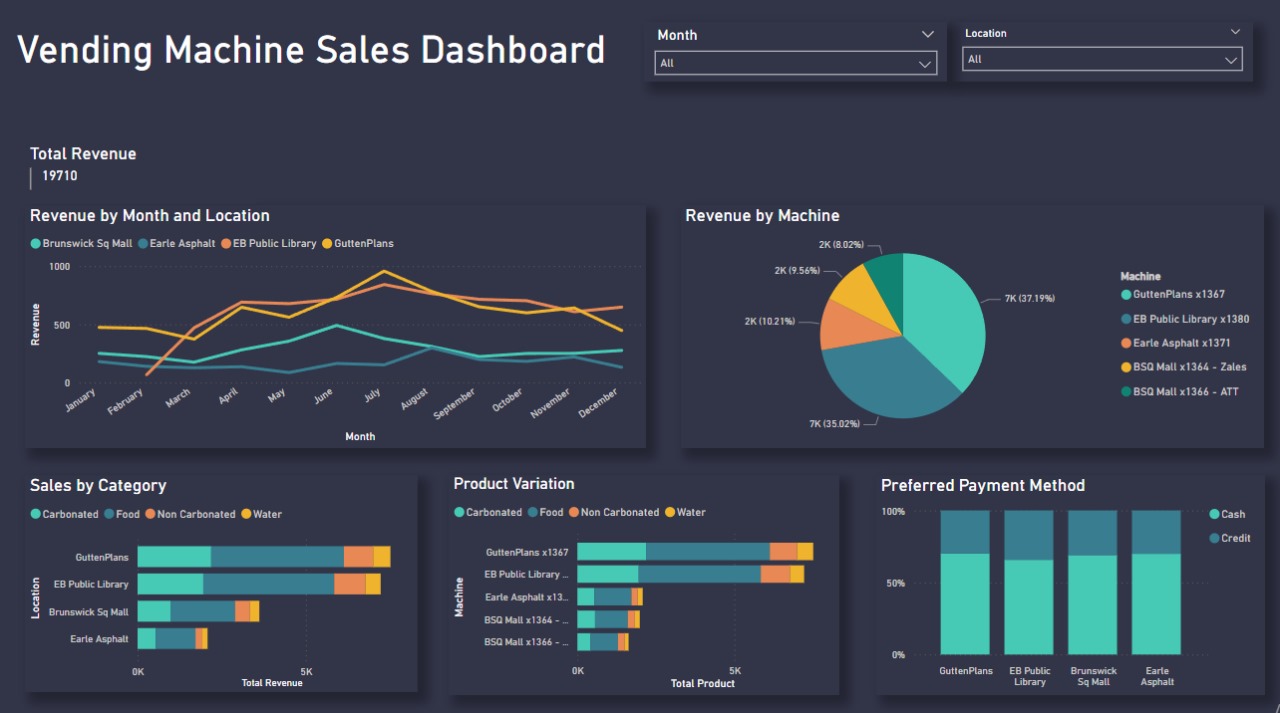 Vending Machine Sales Dashboard
Month
All
Location
All
Total Revenue
19710
Revenue by Month and Location
Brunswick Sq Mall Earle Asphalt EB Public Library GuttenPlans
1000
500
0
Revenue
January February March April May June July August September October November December
Month
Revenue by Machine
2K (8.02%)
2K (9.56%)
2K (10.21%)
7K (37.19%)
7K (35.02%)
Machine
GuttenPlans x1367
EB Public Library x1380
Earle Asphalt x1371
BSQ Mall x1364 - Zales
BSQ Mall x1366 - ATT
Sales by Category
Carbonated Food Non Carbonated Water
Location
GuttenPlans
EB Public Library
Brunswick Sq Mall
Earle Asphalt
0K 5K
Total Revenue
Product Variation
Carbonated Food Non Carbonated Water
Machine
GuttenPlans x1367
EB Public Library ...
Earle Asphalt x13...
BSQ Mall x1364 - ...
BSQ Mall x1366 - ...
0K 5K
Total Product
Preferred Payment Method
100%
50%
0%
Cash
Credit
GuttenPlans
EB Public
Library
Brunswick
Sq Mall
Earle
Asphalt